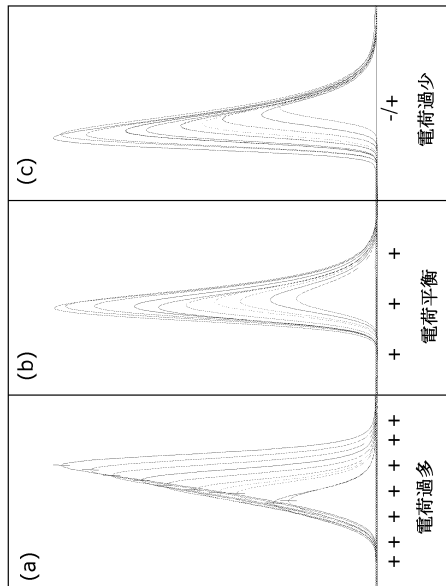 (a)
++ + + + ++
電荷過多
(b)
+ + +
電荷平衡
(c)
-/+
電荷過少